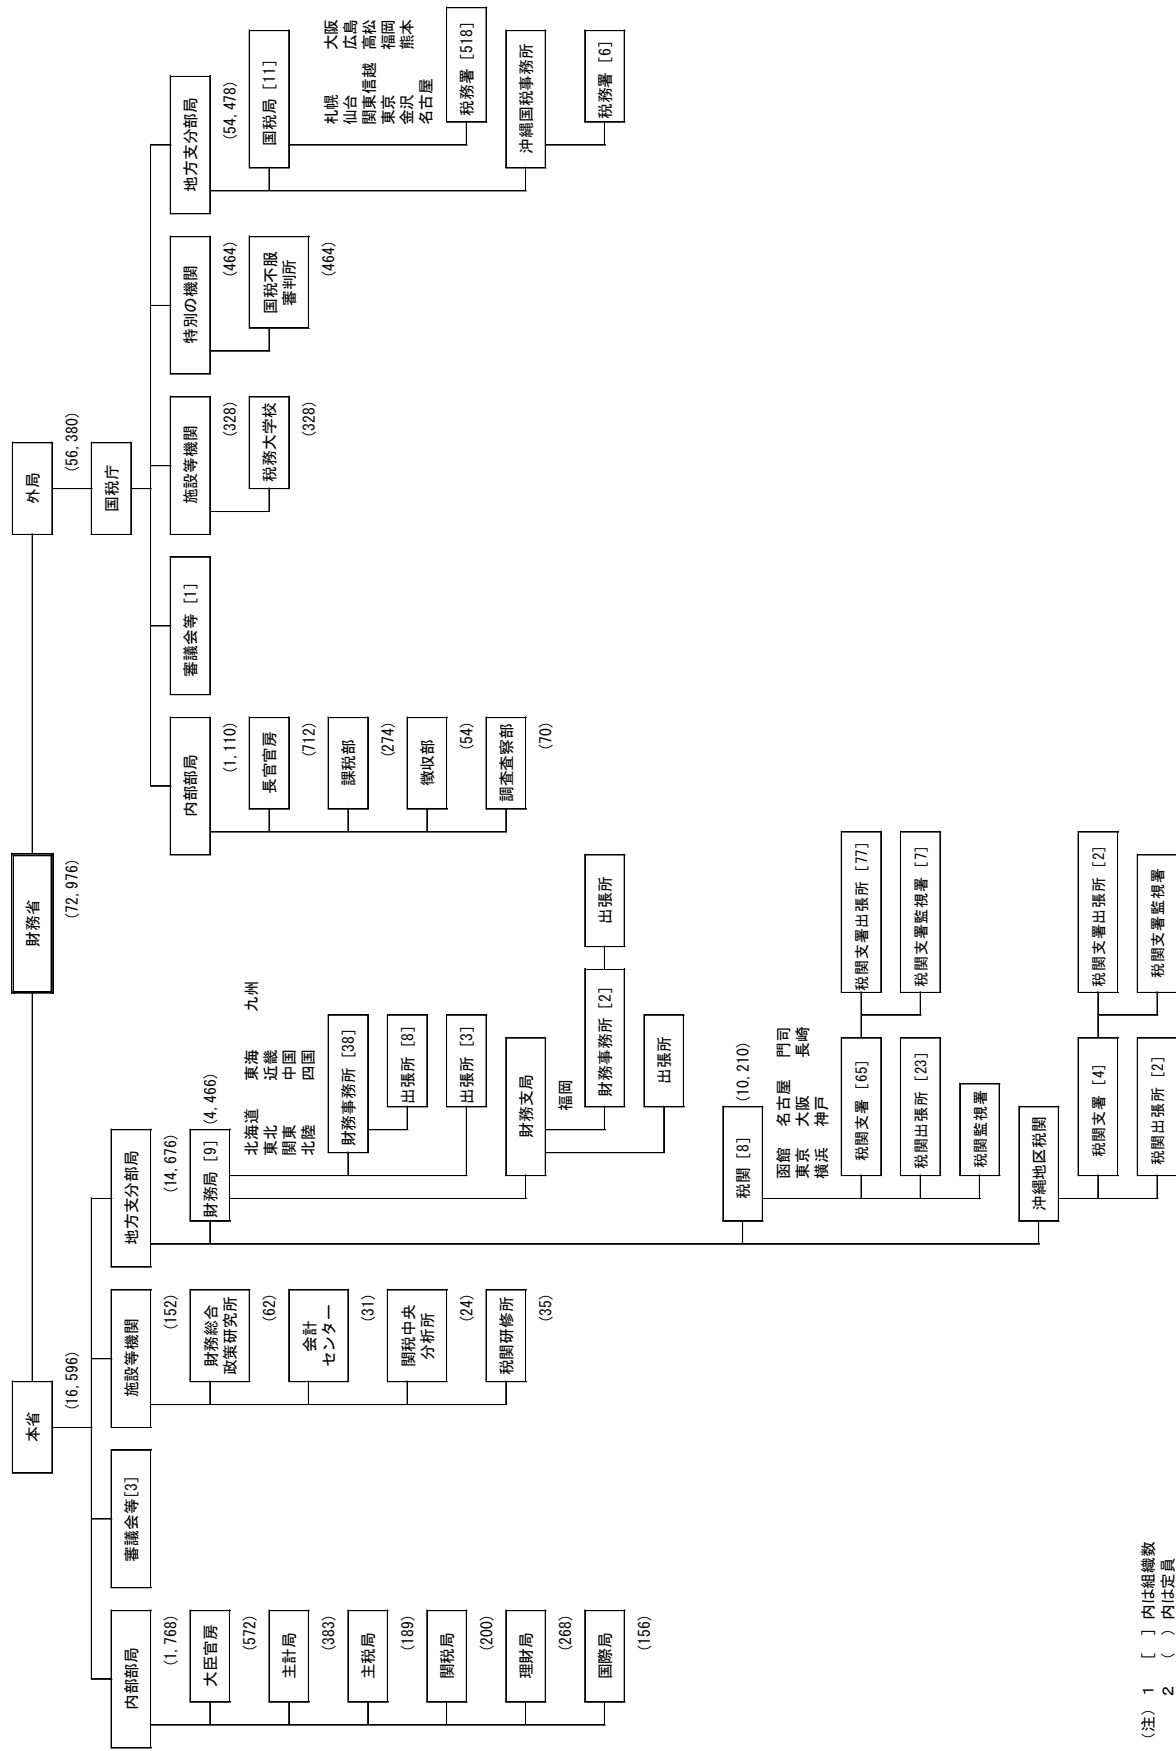 財務省
(72,976)
本省
(16,596)
内部部局
(1,768)
大臣官房
(572)
主計局
(383)
主税局
(189)
関税局
(200)
理財局
(268)
国際局
(156)
審議会等[3]
施設等機関
(152)
財務総合
政策研究所
(62)
会計
センター
(31)
関税中央
分析所
(24)
税関研修所
(35)
地方支分部局
(14,676)
財務局 [9]
(4,466)
北海道 東海 九州
東北 近畿
関東 中国
北陸 四国
財務事務所 [38]
出張所 [8]
出張所 [3]
財務支局
福岡
財務事務所 [2]
出張所
出張所
税関 [8]
(10,210)
函館 名古屋 門司
東京 大阪 長崎
横浜 神戸
税関支署 [65]
税関支署出張所 [77]
税関支署監視署 [7]
税関出張所 [23]
税関監視署
沖縄地区税関
税関支署 [4]
税関支署出張所 [2]
税関支署監視署
税関出張所 [2]
外局
(56,380)
国税庁
内部部局
(1,110)
長官官房
(712)
課税部
(274)
徴収部
(54)
調査査察部
(70)
審議会等 [1]
施設等機関
(328)
税務大学校
(328)
特別の機関
(464)
国税不服
審判所
(464)
地方支分部局
(54,478)
国税局 [11]
札幌 大阪
仙台 広島
関東信越 高松
東京 福岡
金沢 熊本
名古屋
税務署 [518]
沖縄国税事務所
税務署 [6]
(注) 1 [ ] 内は組織数
2 ( ) 内は定員